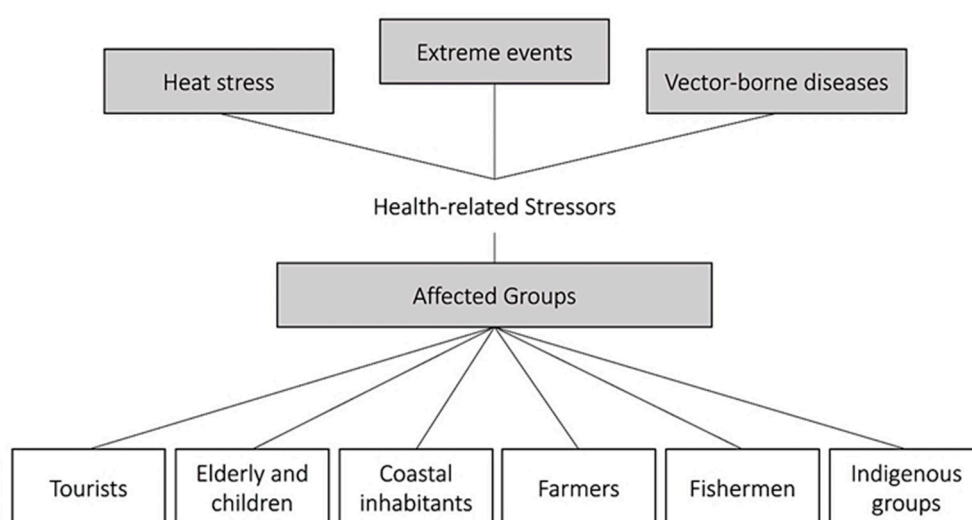 Extreme events
Heat stress
Vector-borne diseases
Health-related Stressors
Affected Groups
Tourists
Elderly and
children
Coastal
inhabitants
Farmers
Fishermen
Indigenous
groups